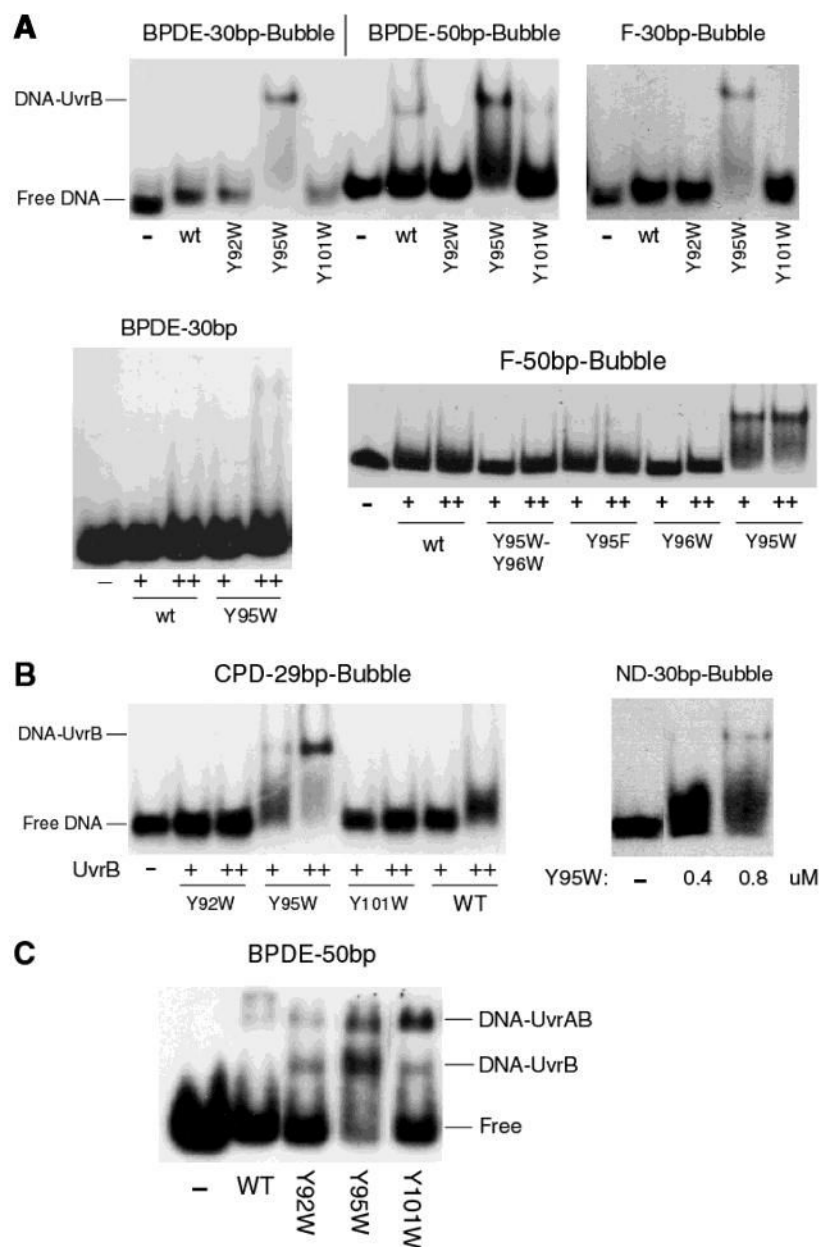 A
BPDE-30bp-Bubble
BPDE-50bp-Bubble
F-30bp-Bubble
DNA-UvrB
Free DNA
- wt Y92W Y95W Y101W - wt Y92W Y95W Y101W
- wt Y92W Y95W Y101W
BPDE-30bp
– + ++ + ++
wt Y95W
F-50bp-Bubble
- + ++ + ++ + ++ + ++ + ++
wt Y95W- Y95F Y96W Y95W
Y96W
B
CPD-29bp-Bubble
DNA-UvrB
Free DNA
UvrB - + ++ + ++ + ++ + ++
Y92W Y95W Y101W WT
ND-30bp-Bubble
Y95W: – 0.4 0.8 uM
C
BPDE-50bp
DNA-UvrAB
DNA-UvrB
Free
– WT Y92W Y95W Y101W